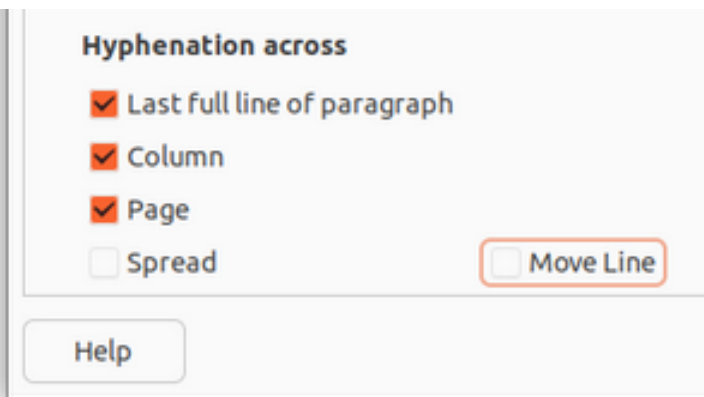 Hyphenation across
Last full line of paragraph
Column
Page
Spread Move Line
Help